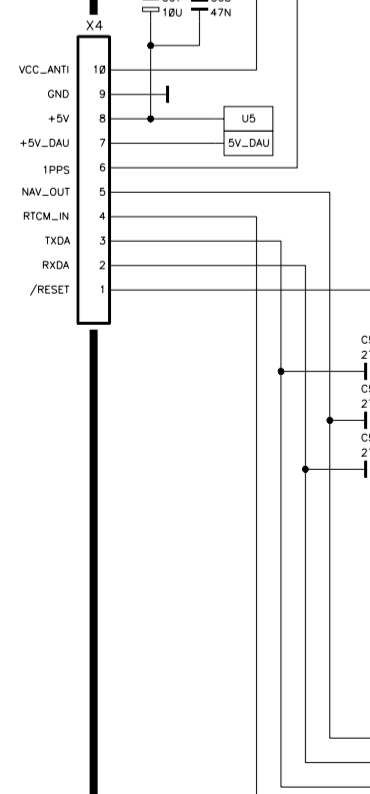 X4
10U
47N
VCC_ANTI 10
GND 9
+5V 8
U5
+5V_DAU 7
5V_DAU
1PPS 6
NAV_OUT 5
RTCM_IN 4
TXDA 3
RXDA 2
/RESET 1